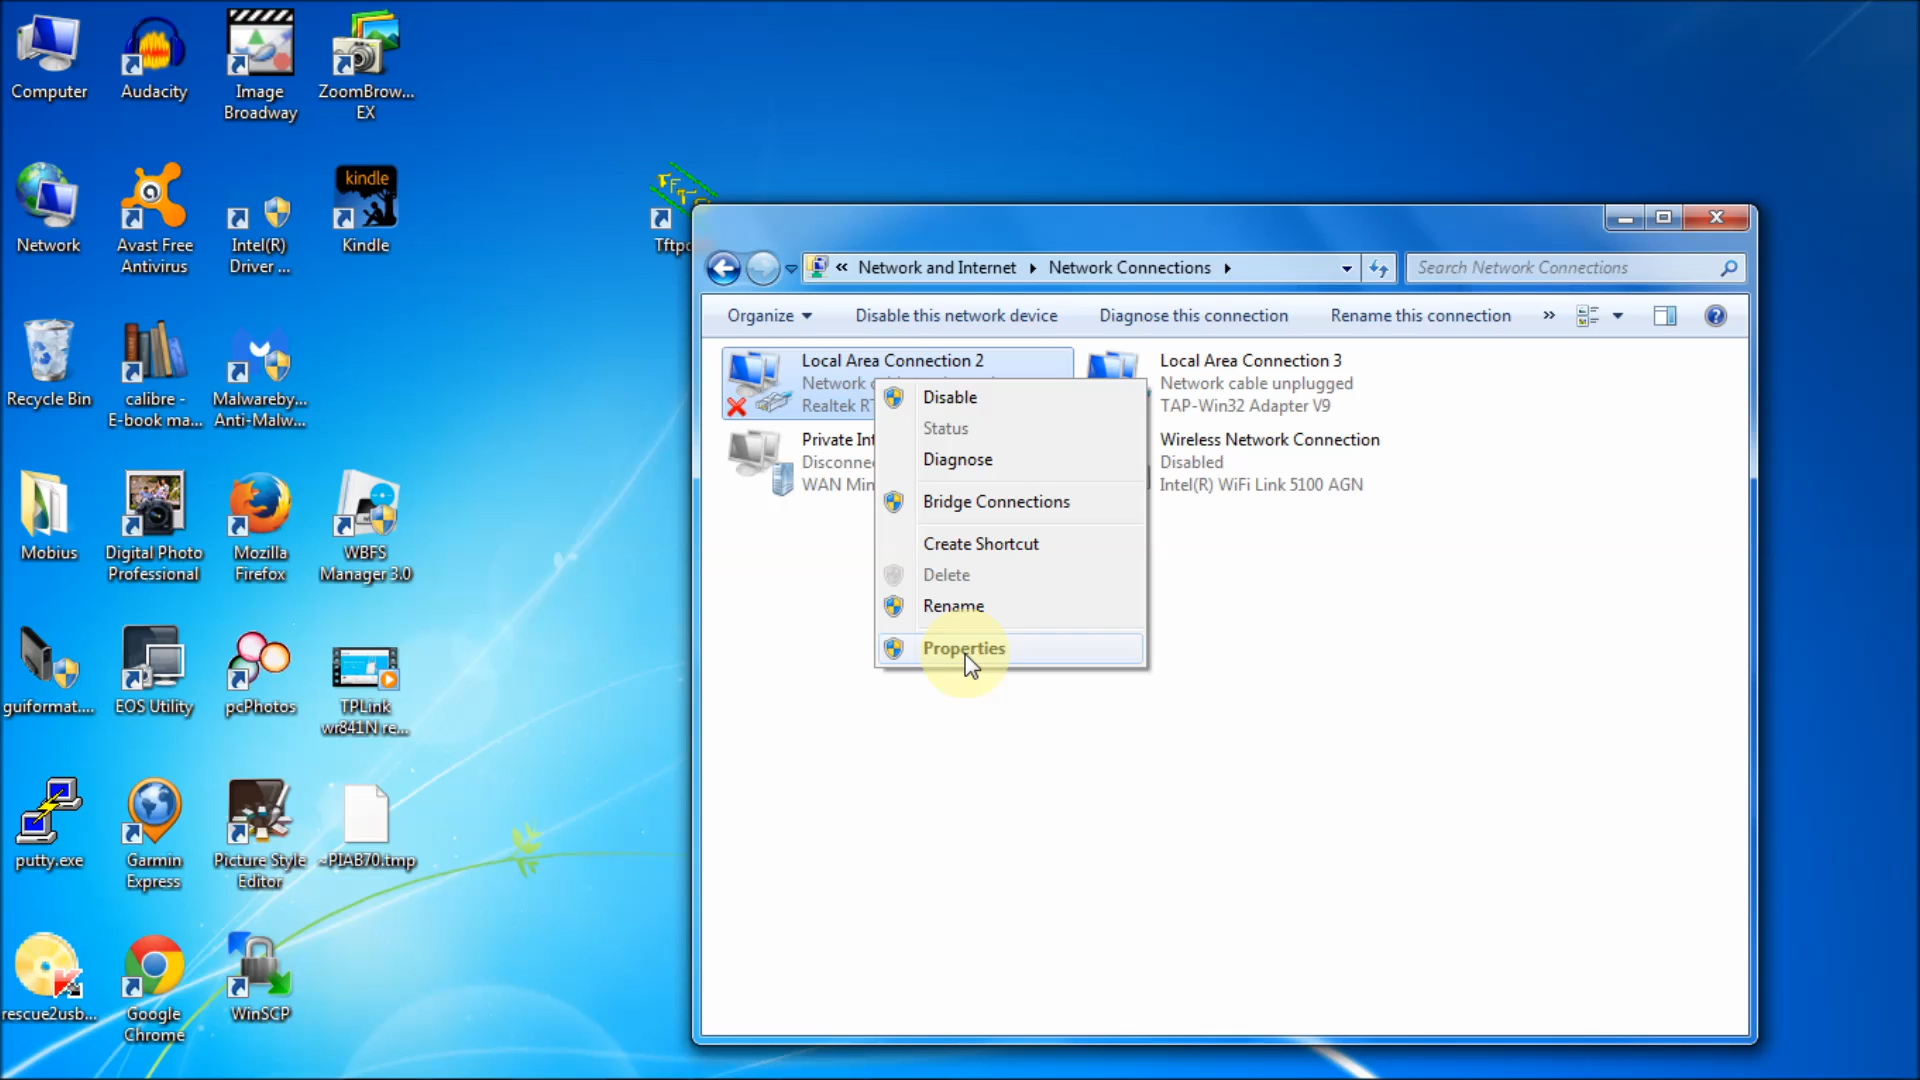 Computer
Audacity
Image
Broadway
ZoomBrow...
EX
Network
Avast Free
Antivirus
Intel(R)
Driver ...
kindle
Kindle
Recycle Bin
calibre -
E-book ma...
Malwareby...
Anti-Malw...
Mobius
Digital Photo
Professional
Mozilla
Firefox
WBFS
Manager 3.0
guiformat....
EOS Utility
pcPhotos
TPLink
wr841N re...
putty.exe
Garmin
Express
Picture Style
Editor
~PIAB70.tmp
rescue2usb...
Google
Chrome
WinSCP
Tftpd
« Network and Internet Network Connections
Search Network Connections
Organize
Disable this network device
Diagnose this connection
Rename this connection
»
Local Area Connection 2
Network
Realtek RT
Local Area Connection 3
Network cable unplugged
TAP-Win32 Adapter V9
Private Int
Disconne
WAN Min
Wireless Network Connection
Disabled
Intel(R) WiFi Link 5100 AGN
Disable
Status
Diagnose
Bridge Connections
Create Shortcut
Delete
Rename
Properties